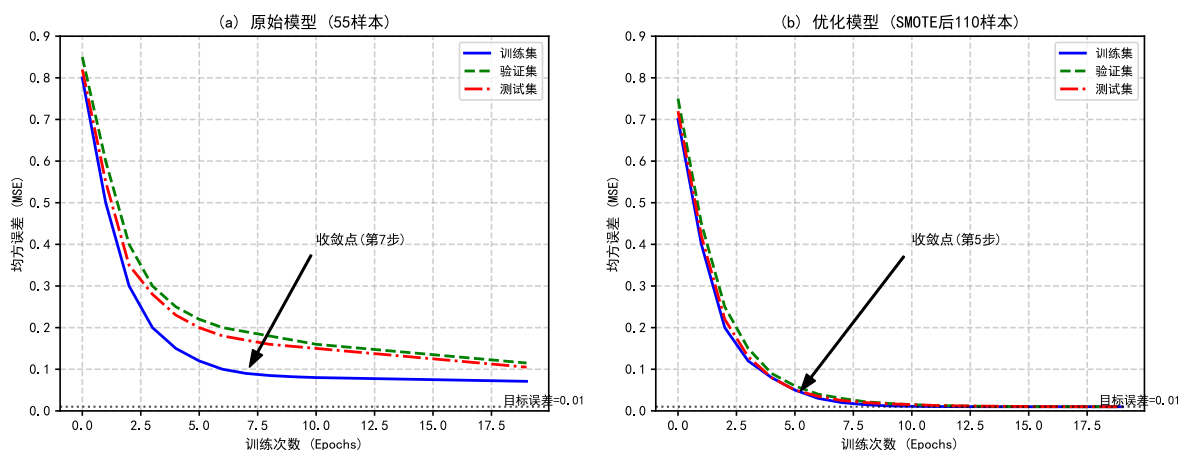 (a) 原始模型 (55样本)
0.9
0.8
0.7
0.6
0.5
0.4
0.3
0.2
0.1
0.0
均方误差 (MSE)
训练集
验证集
测试集
收敛点(第7步)
目标误差=0.01
0.0 2.5 5.0 7.5 10.0 12.5 15.0 17.5
训练次数 (Epochs)
(b) 优化模型 (SMOTE后110样本)
0.9
0.8
0.7
0.6
0.5
0.4
0.3
0.2
0.1
0.0
均方误差 (MSE)
训练集
验证集
测试集
收敛点(第5步)
目标误差=0.01
0.0 2.5 5.0 7.5 10.0 12.5 15.0 17.5
训练次数 (Epochs)